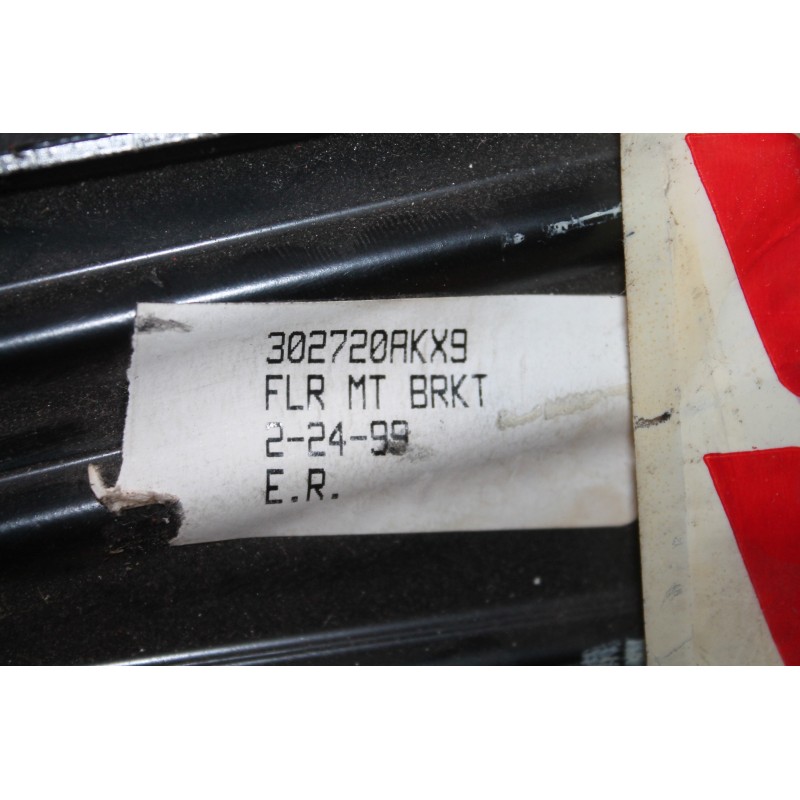 302720AKX9
FLR MT BRKT
2-24-99
E.R.